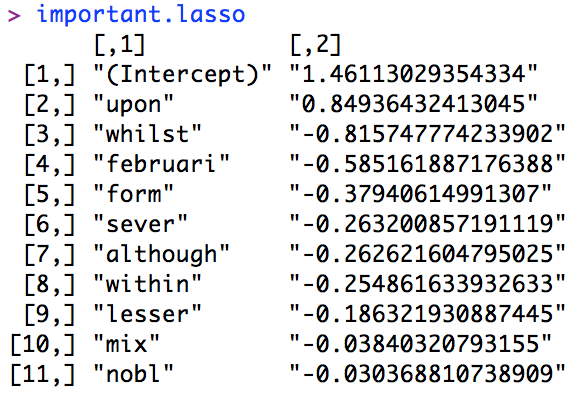 > important.lasso
[,1] [,2]
[1,] "(Intercept)" "1.46113029354334"
[2,] "upon" "0.84936432413045"
[3,] "whilst" "-0.815747774233902"
[4,] "februari" "-0.585161887176388"
[5,] "form" "-0.37940614991307"
[6,] "sever" "-0.263200857191119"
[7,] "although" "-0.262621604795025"
[8,] "within" "-0.254861633932633"
[9,] "lesser" "-0.186321930887445"
[10,] "mix" "-0.03840320793155"
[11,] "nobl" "-0.030368810738909"